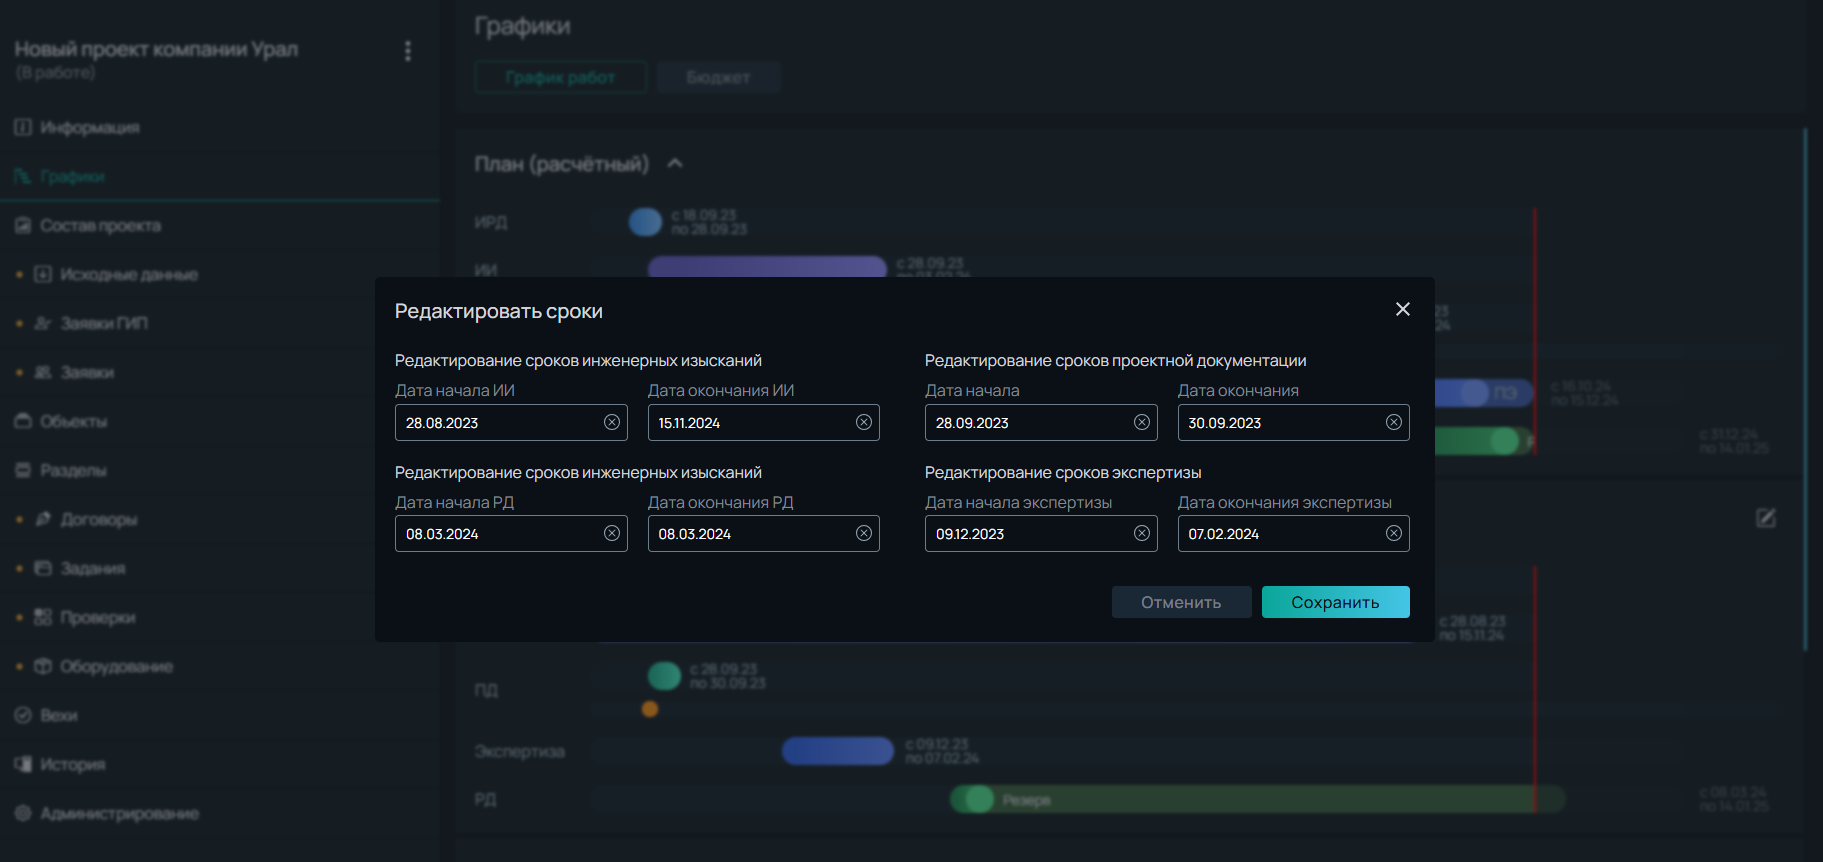 Новый проект компании Урал
(В работе)
Информация
Графики
Состав проекта
Исходные данные
Заявки ГИП
Заявки
Объекты
Разделы
Договоры
Задания
Проверки
Оборудование
Вехи
История
Администрирование
Графики
График работ
Бюджет
План (расчётный)
ИРД
с 18.09.23
по 28.09.23
ИИ
с 28.09.23
по 03.02.24
23
24
ПЭ
с 15.10.24
по 15.12.24
с 31.12.24
по 14.01.25
Редактировать сроки
Редактирование сроков инженерных изысканий
Дата начала ИИ
Дата окончания ИИ
28.08.2023
15.11.2024
Редактирование сроков проектной документации
Дата начала
Дата окончания
28.09.2023
30.09.2023
Редактирование сроков инженерных изысканий
Дата начала РД
Дата окончания РД
08.03.2024
08.03.2024
Редактирование сроков экспертизы
Дата начала экспертизы
Дата окончания экспертизы
09.12.2023
07.02.2024
Отменить
Сохранить
с 28.08.23
по 15.11.24
ПД
с 28.09.23
по 30.09.23
Экспертиза
с 09.12.23
по 07.02.24
РД
Резерв
с 08.03.24
по 14.01.25